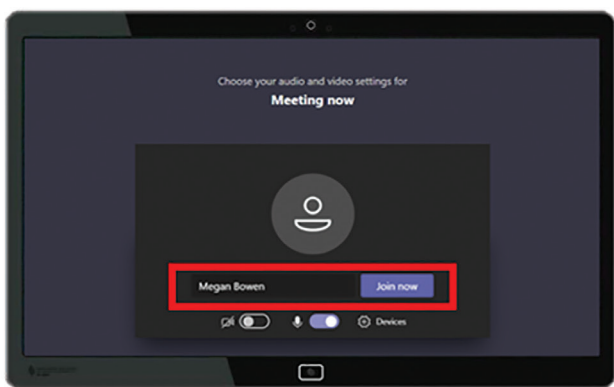 Choose your audio and video settings for
Meeting now
Megan Bowen Join now
Devices